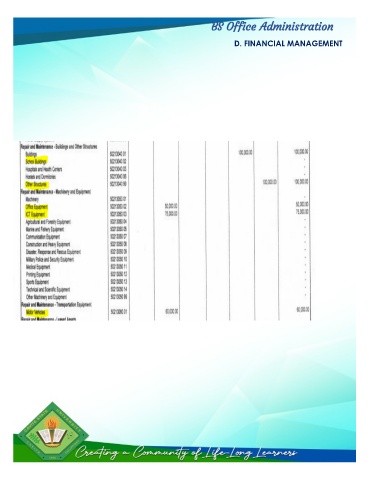 BS Office Administration
D. FINANCIAL MANAGEMENT
Repair and Maintenance - Buildings and Other Structures
Buildings 50213040 01 100,000.00 100,000.00
School Buildings 50213040 02 -
Hospitals and Health Centers 50213040 03 -
Hostels and Dormitories 50213040 06 -
Other Structures 50213040 99 100,000.00 100,000.00
Repair and Maintenance - Machinery and Equipment
Machinery 50213050 01 -
Office Equipment 50213050 02 50,000.00 50,000.00
ICT Equipment 50213050 03 75,000.00 75,000.00
Agricultural and Forestry Equipment 50213050 04 -
Marine and Fishery Equipment 50213050 05 -
Communication Equipment 50213050 07 -
Construction and Heavy Equipment 50213050 08 -
Disaster, Response and Rescue Equipment 50213050 09 -
Military, Police and Security Equipment 50213050 10 -
Medical Equipment 50213050 11 -
Printing Equipment 50213050 12 -
Sports Equipment 50213050 13 -
Technical and Scientific Equipment 50213050 14 -
Other Machinery and Equipment 50213050 99 -
Repair and Maintenance - Transportation Equipment
Motor Vehicles 50213060 01 60,000.00 60,000.00
Repair and Maintenance - Leased Assets
Creating a Community of Life-Long Learners